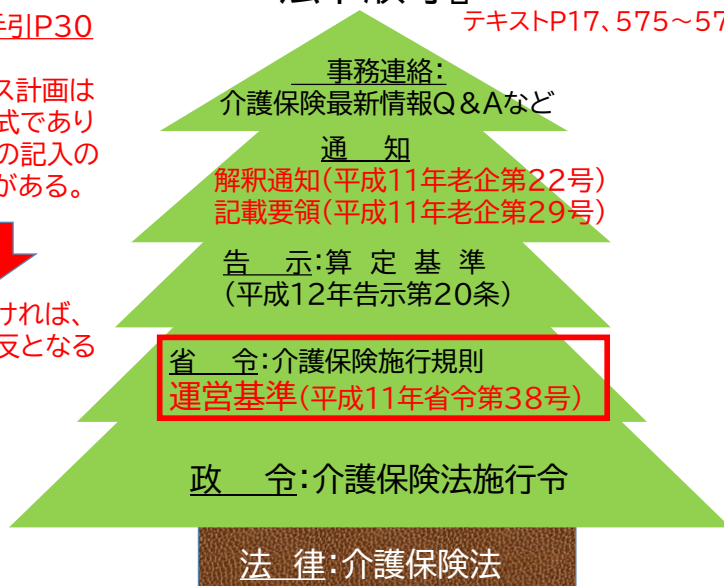 手引P30
ス計画は
式であり
の記入の
がある。
ければ、
反となる
テキストP17、575～57
事務連絡：
介護保険最新情報Q＆Aなど
通　知
解釈通知（平成11年老企第22号）
記載要領（平成11年老企第29号）
告　示：算 定 基 準
（平成12年告示第20条）
省　令：介護保険施行規則
運営基準（平成11年省令第38号）
政　令：介護保険法施行令
法 律：介護保険法